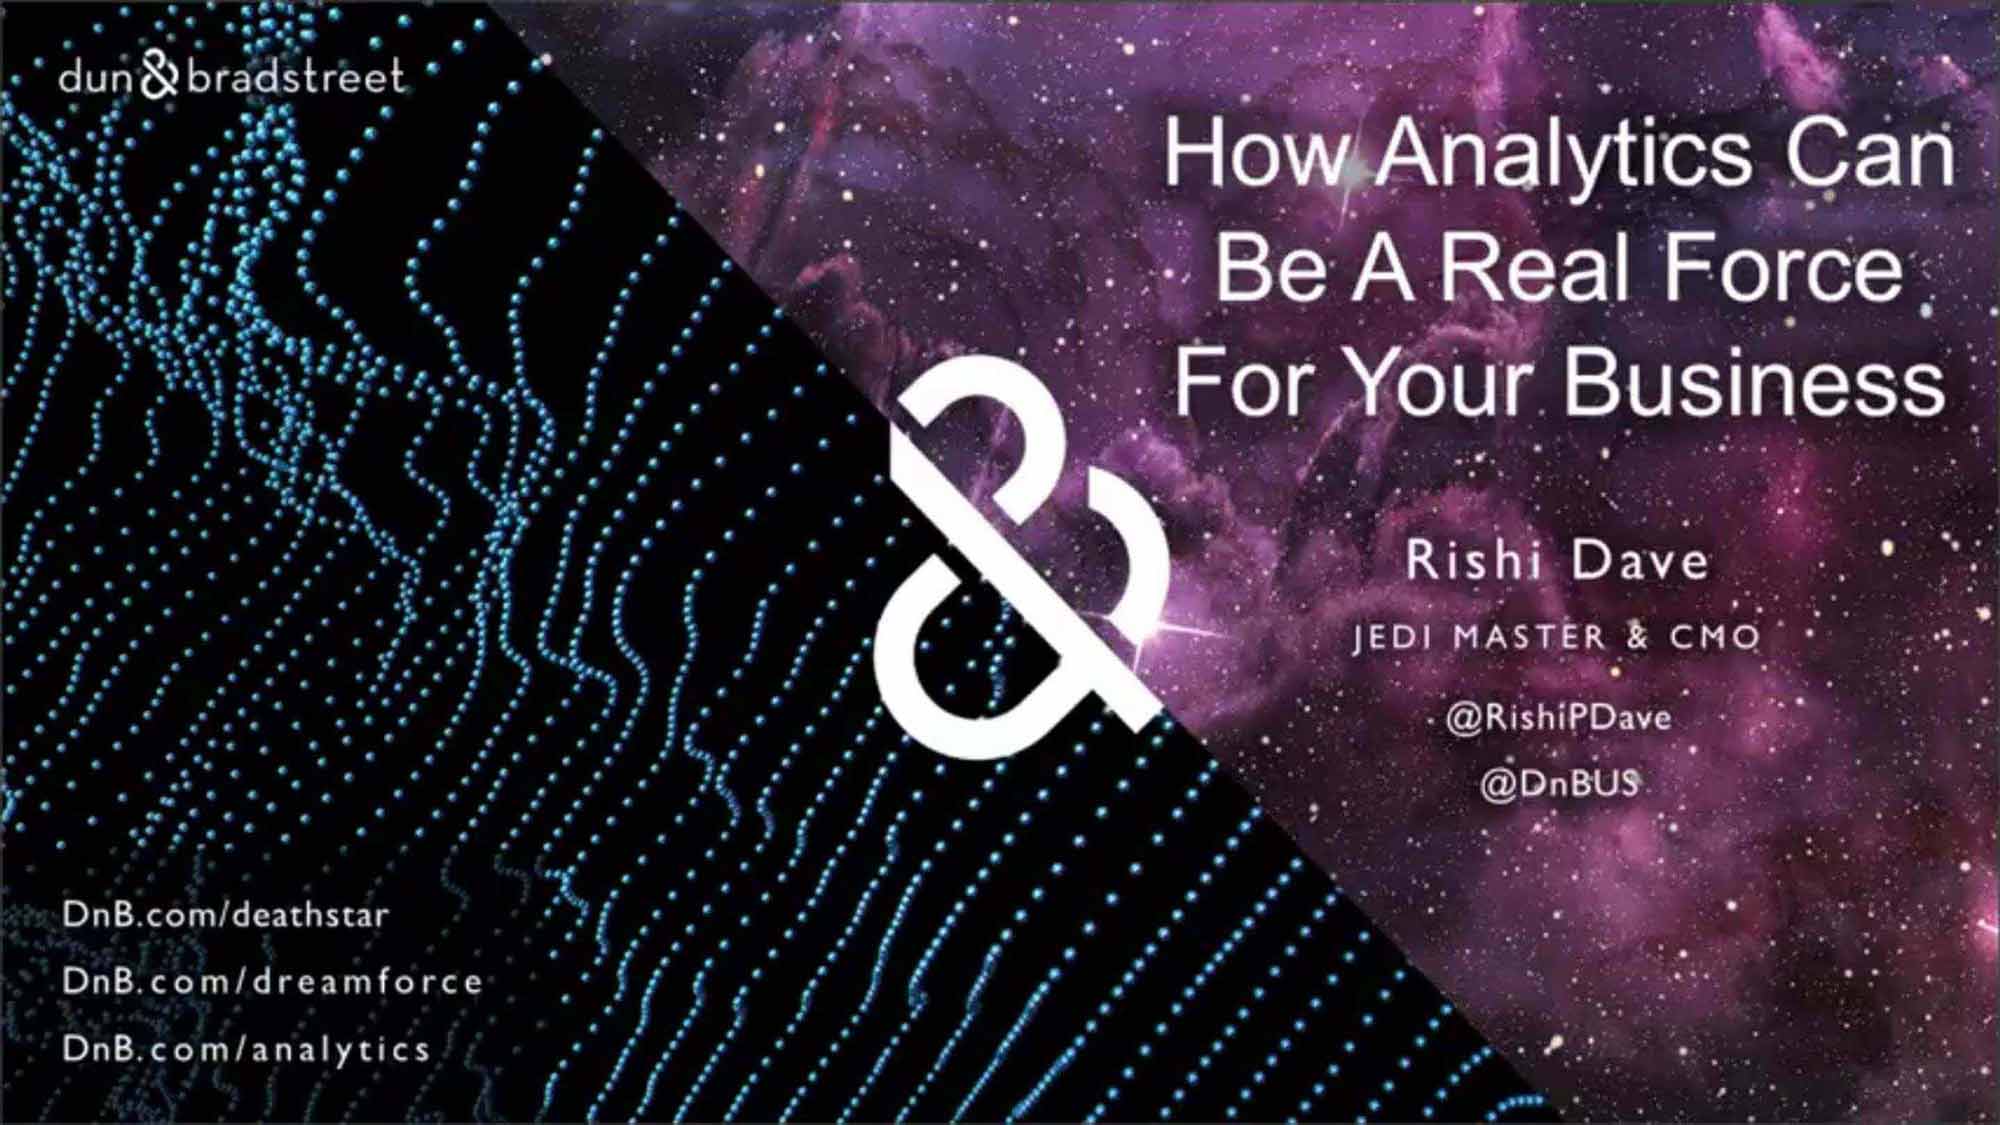 dun&bradstreet
How Analytics Can
Be A Real Force
For Your Business
&
Rishi Dave
JEDI MASTER & CMO
@RishiPDave
@DnBUS
DnB.com/deathstar
DnB.com/dreamforce
DnB.com/analytics